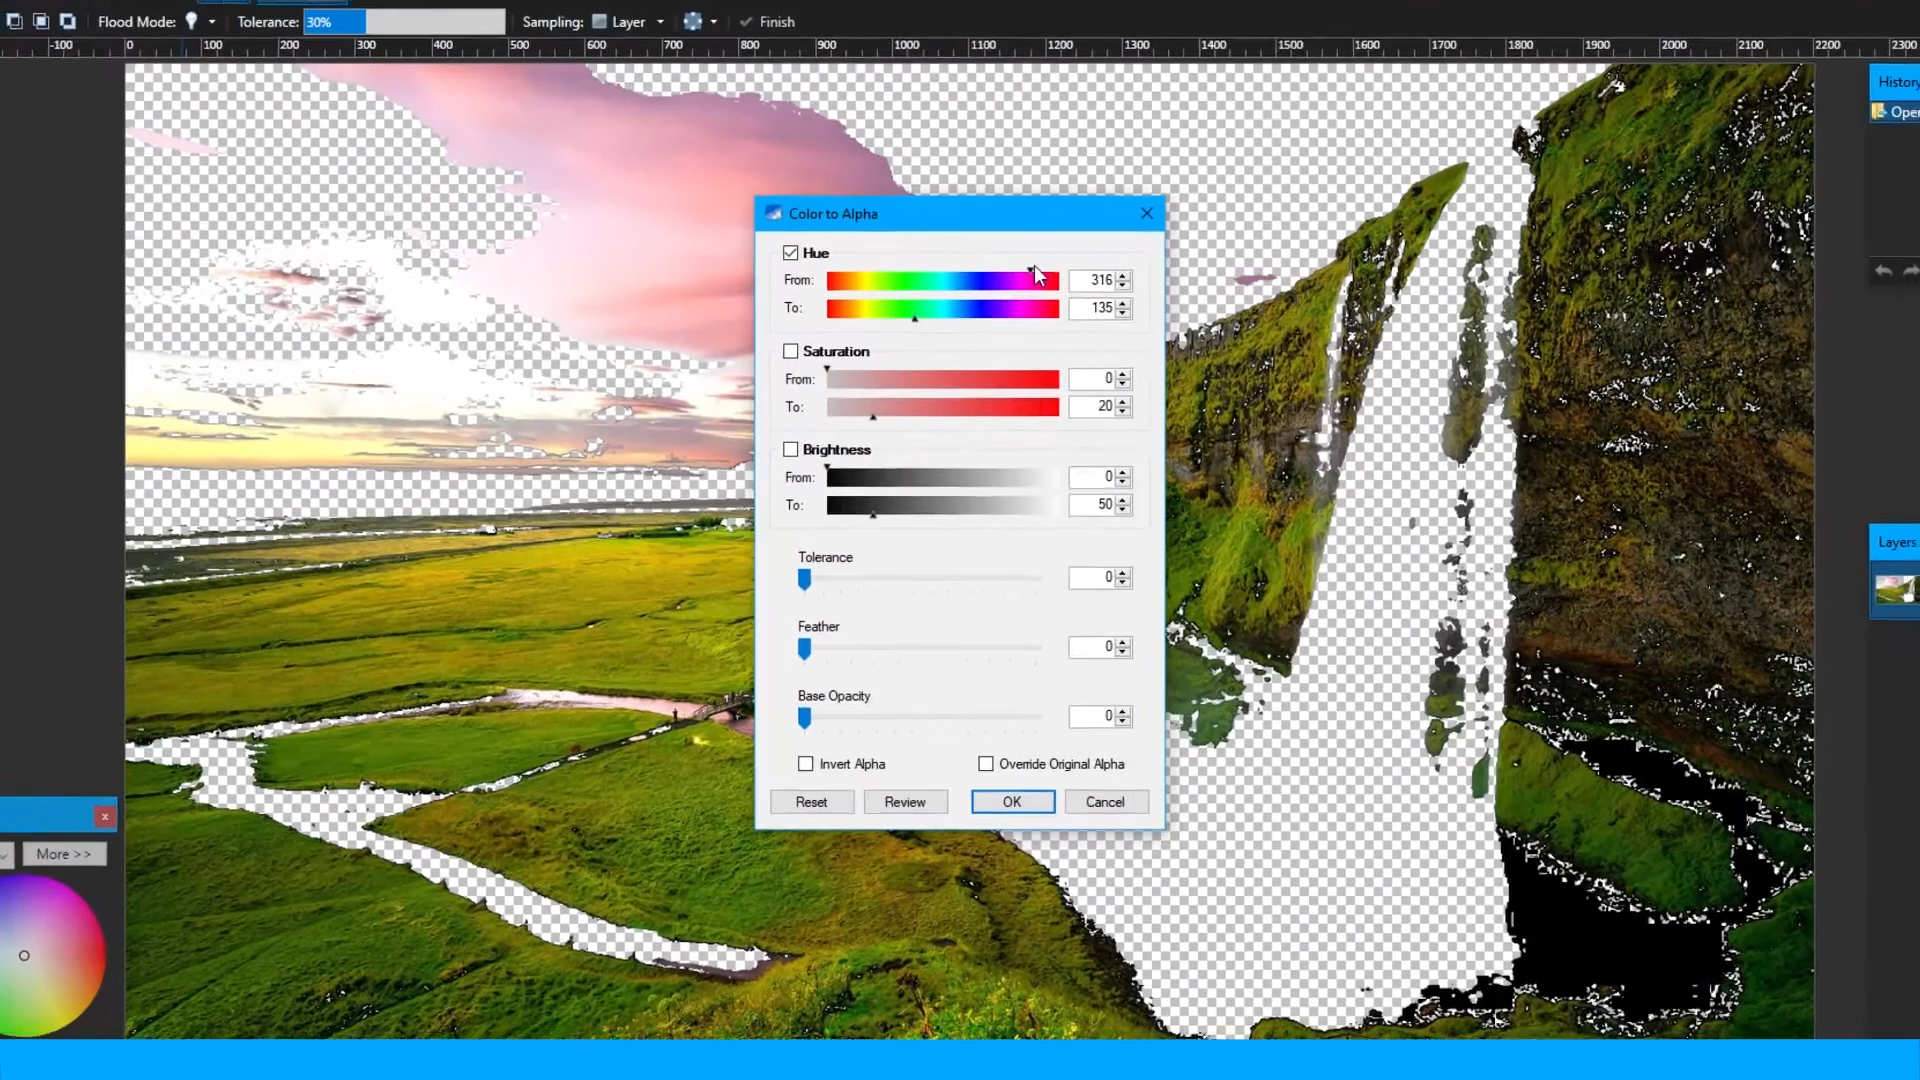 Flood Mode: Tolerance: 30% Sampling: Layer Finish
-100 0 100 200 300 400 500 600 700 800 900 1000 1100 1200 1300 1400 1500 1600 1700 1800 1900 2000 2100 2200 2300
History
Open
Color to Alpha
Hue
From: 316
To: 135
Saturation
From: 0
To: 20
Brightness
From: 0
To: 50
Tolerance
0
Feather
0
Base Opacity
0
Invert Alpha Override Original Alpha
Reset Review OK Cancel
Layers
More >>